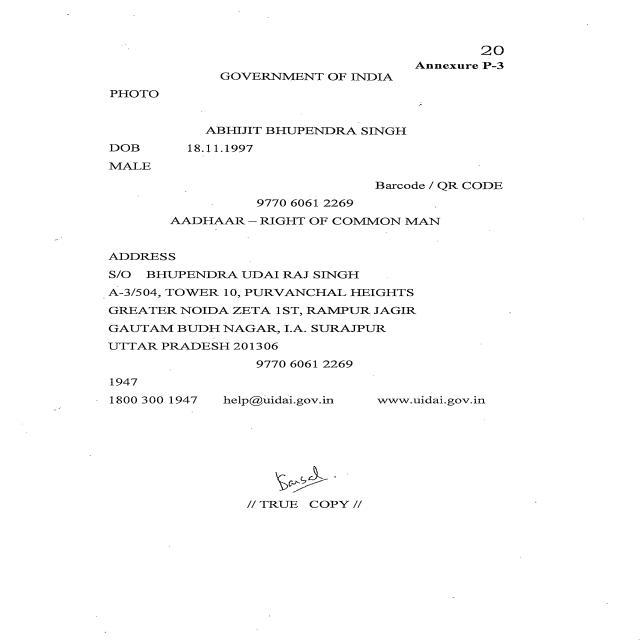 20
Annexure P-3
GOVERNMENT OF INDIA
PHOTO
ABHIJIT BHUPENDRA SINGH
DOB 18.11.1997
MALE
Barcode / QR CODE
9770 6061 2269
AADHAAR – RIGHT OF COMMON MAN
ADDRESS
S/O BHUPENDRA UDAI RAJ SINGH
A-3/504, TOWER 10, PURVANCHAL HEIGHTS
GREATER NOIDA ZETA 1ST, RAMPUR JAGIR
GAUTAM BUDH NAGAR, I.A. SURAJPUR
UTTAR PRADESH 201306
9770 6061 2269
1947
1800 300 1947 help@uidai.gov.in www.uidai.gov.in
// TRUE COPY //